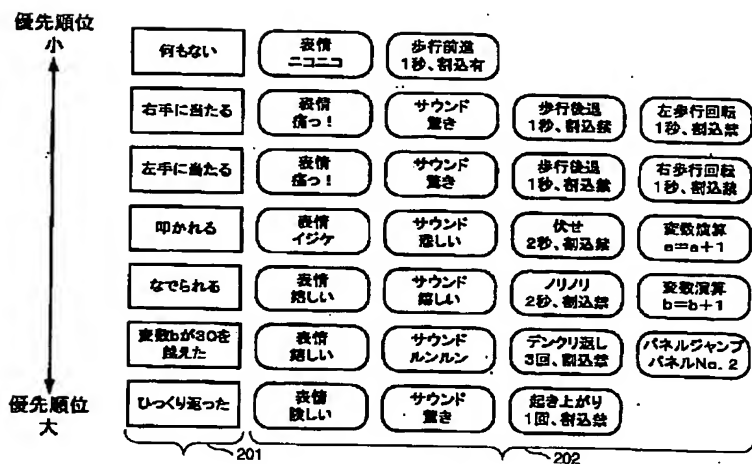 優先順位
小
何もない
表情
ニコニコ
歩行前進
1秒、割込有
右手に当たる
表情
痛っ!
サウンド
驚き
歩行後退
1秒、割込禁
左歩行回転
1秒、割込禁
左手に当たる
表情
痛っ!
サウンド
驚き
歩行後退
1秒、割込禁
右歩行回転
1秒、割込禁
叩かれる
表情
イジケ
サウンド
悲しい
伏せ
2秒、割込禁
変数演算
a=a+1
なでられる
表情
嬉しい
サウンド
嬉しい
ノリノリ
2秒、割込禁
変数演算
b=b+1
変数bが30を
越えた
表情
嬉しい
サウンド
ルンルン
デングリ返し
3回、割込禁
パネルジャンプ
パネルNo. 2
優先順位
大
ひっくり返った
表情
サウンド
驚き
起き上がり
1回、割込禁
201
202